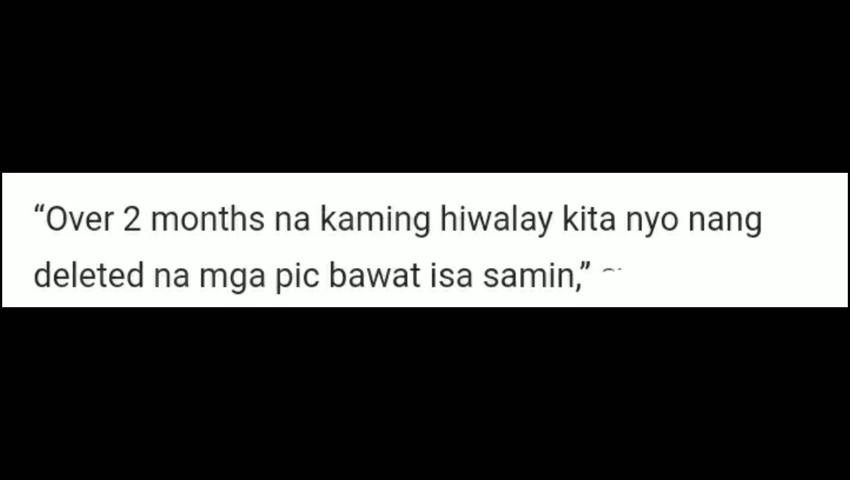 “Over 2 months na kaming hiwalay kita nyo nang
deleted na mga pic bawat isa samin,”